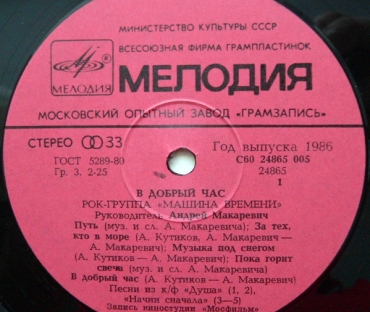 МИНИСТЕРСТВО КУЛЬТУРЫ СССР
ВСЕСОЮЗНАЯ ФИРМА ГРАМПЛАСТИНОК
МЕЛОДИЯ
МЕЛОДИЯ
МОСКОВСКИЙ ОПЫТНЫЙ ЗАВОД «ГРАМЗАПИСЬ»
СТЕРЕО 33
Год выпуска 1986
ГОСТ 5289-80
С60 24865 005
Гр. 3. 2-25
24865
1
В ДОБРЫЙ ЧАС
РОК-ГРУППА «МАШИНА ВРЕМЕНИ»
Руководитель Андрей Макаревич
Путь (муз. и сл. А. Макаревича); За тех,
кто в море (А. Кутиков, А. Макаревич —
А. Макаревич); Музыка под снегом
(А. Кутиков — А. Макаревич); Пока горит
свеча (муз. и сл. А. Макаревича);
В добрый час (А. Кутиков — А. Макаревич)
Песни из к/ф «Душа» (1, 2),
«Начни сначала» (3—5)
Запись киностудии «Мосфильм»